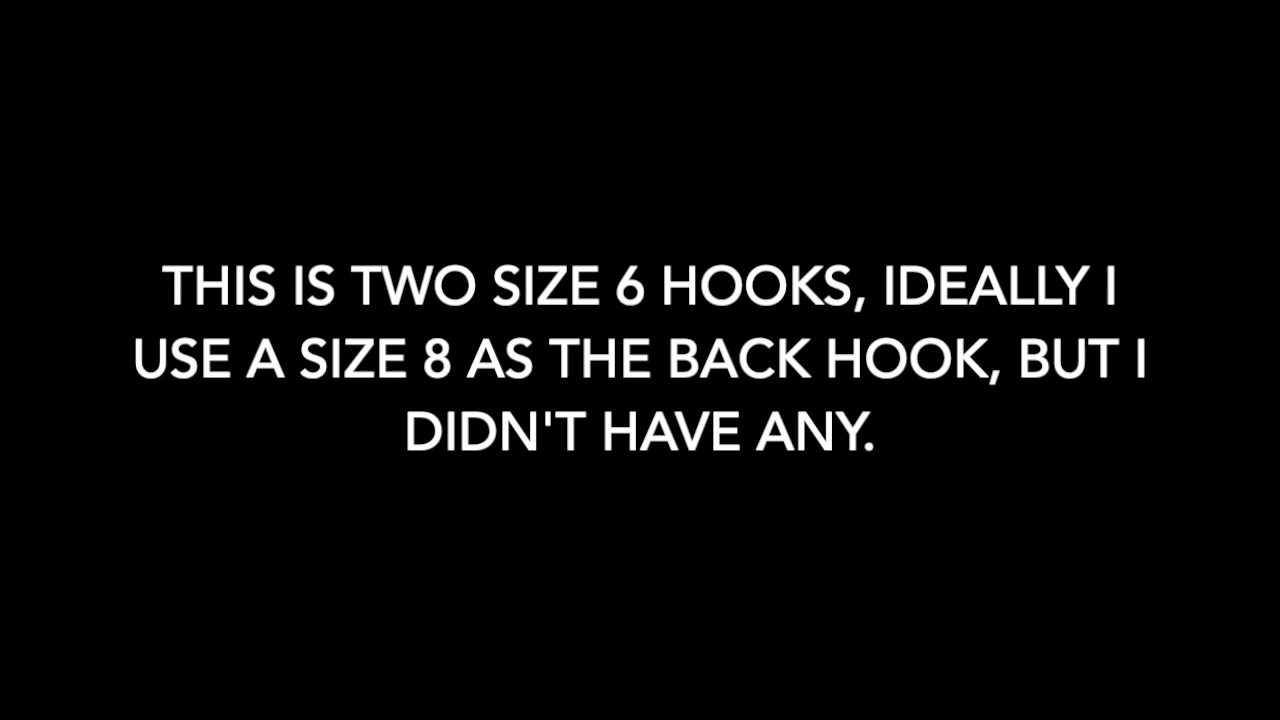 THIS IS TWO SIZE 6 HOOKS, IDEALLY I
USE A SIZE 8 AS THE BACK HOOK, BUT I
DIDN'T HAVE ANY.